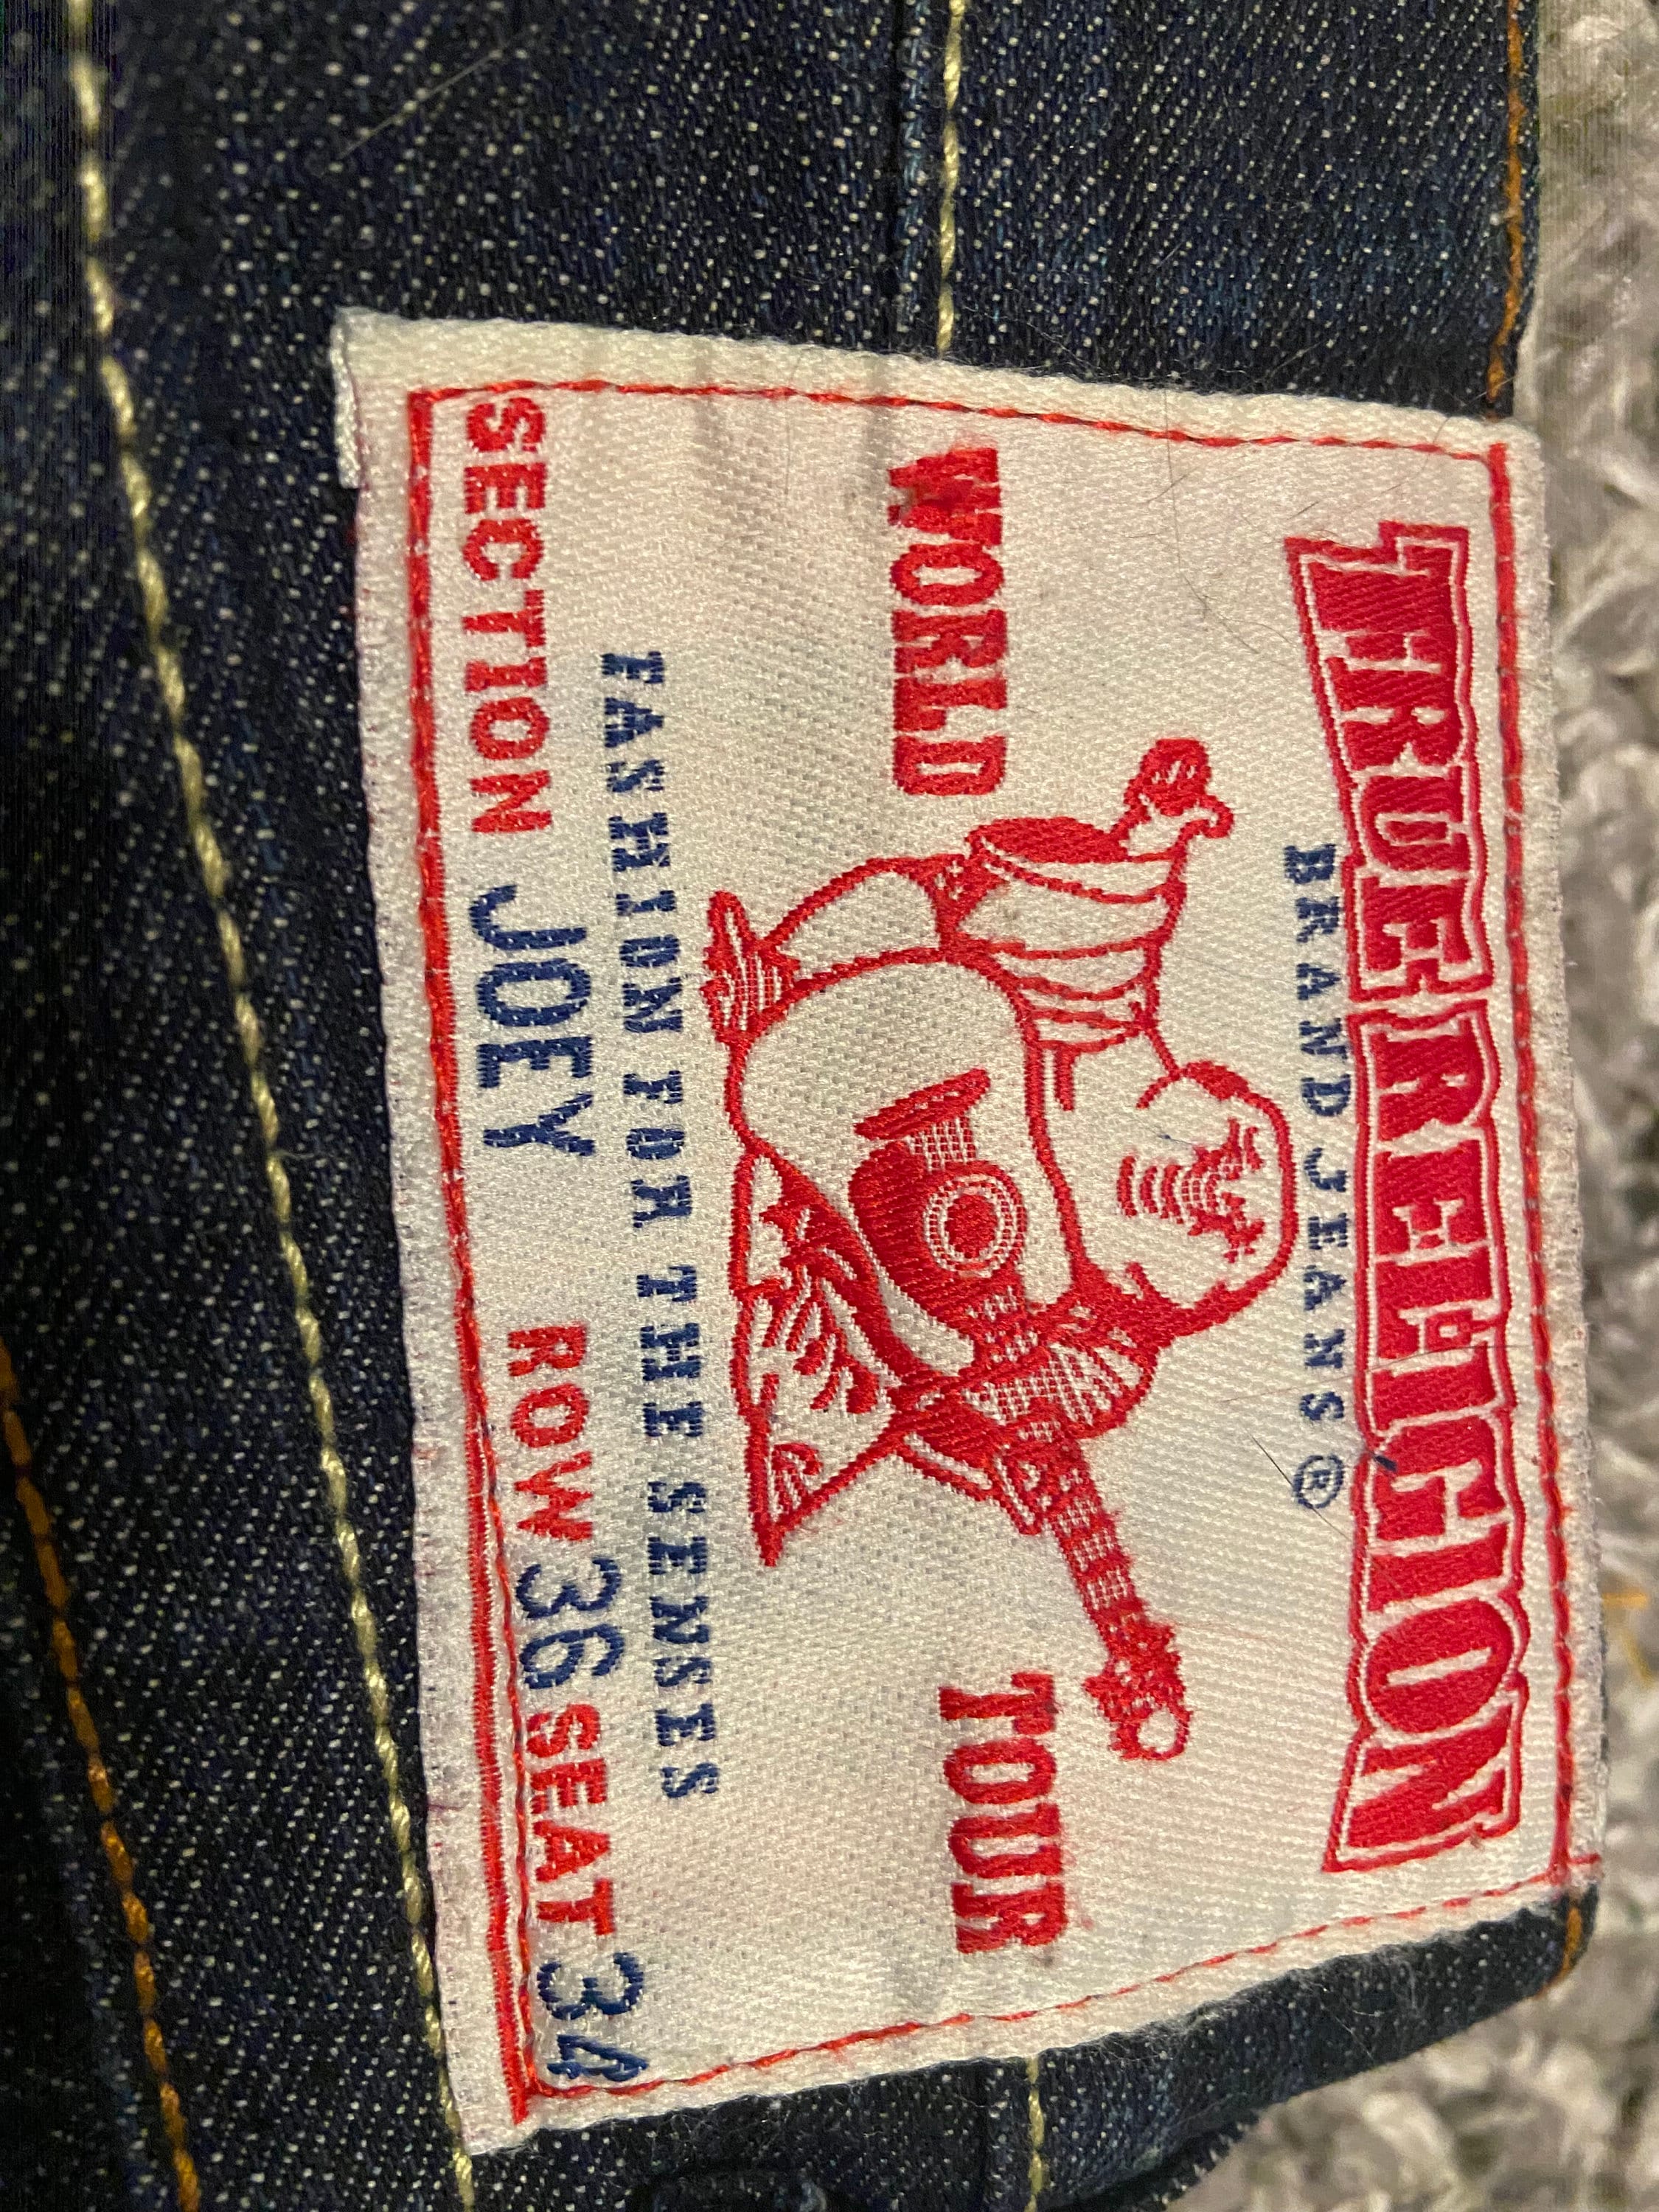 TRUE RELIGION
BRAND JEANS®
WORLD TOUR
FASHION FOR THE SENSES
SECTION JOEY ROW 36 SEAT 34